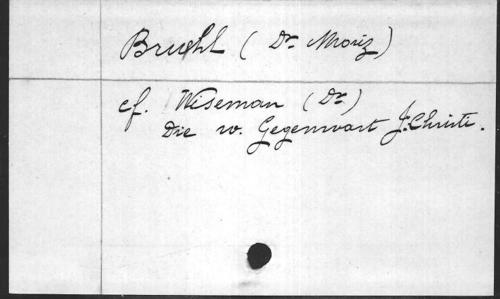 Bruehl (Dr. Moriz)
cf. Wiseman (Dr)
Die w. Gegenwart J. Christi.